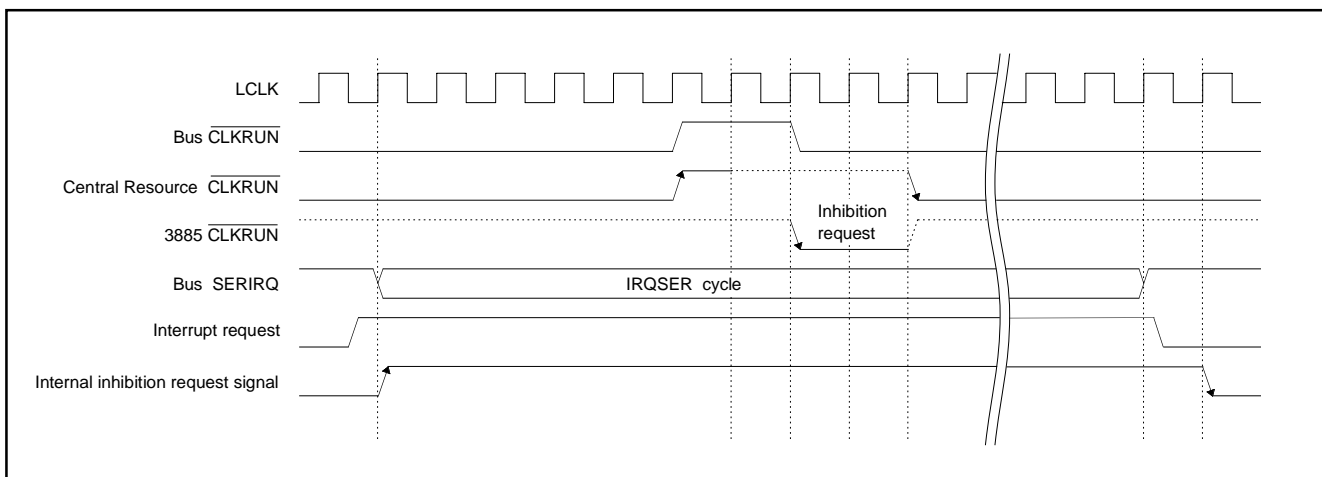 LCLK
Bus CLKRUN
Central Resource CLKRUN
Inhibition
request
3885 CLKRUN
Bus SERIRQ
IRQSER cycle
Interrupt request
Internal inhibition request signal